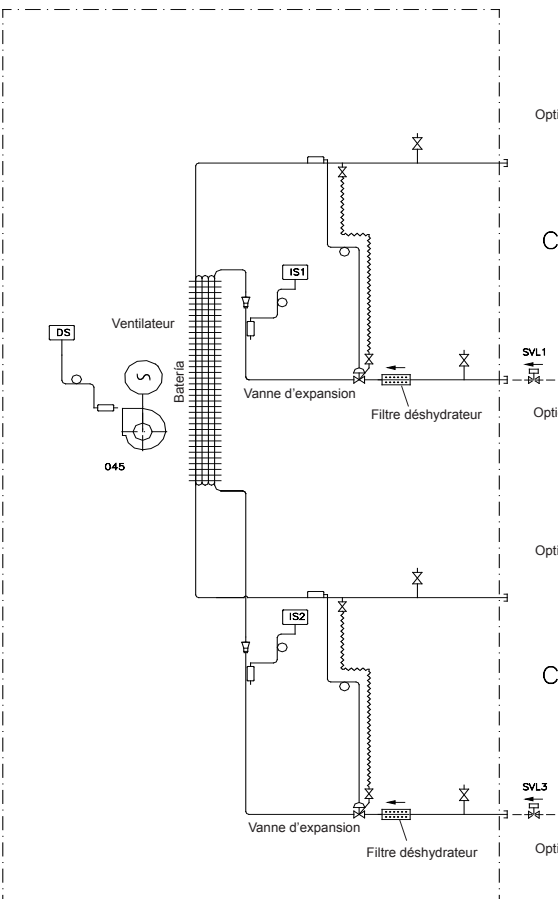 Opti
C
IS1
Ventilateur
DS
Batería
S
SVL1
Vanne d'expansion
Filtre déshydrateur
Opti
045
Opti
IS2
C
SVL3
Vanne d'expansion
Filtre déshydrateur
Opti